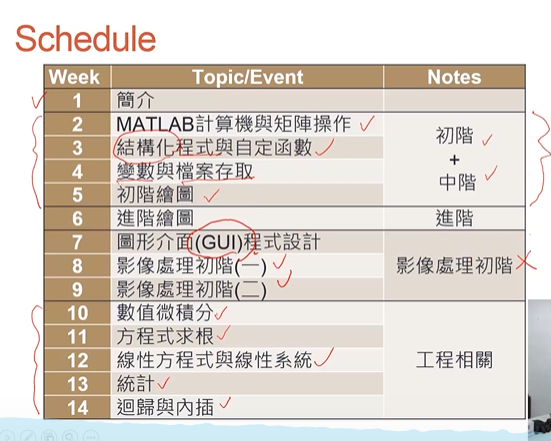 Schedule
Week Topic/Event Notes
1 簡介
2 MATLAB計算機與矩陣操作
3 結構化程式與自定函數
4 變數與檔案存取
5 初階繪圖
初階
+
中階
6 進階繪圖 進階
7 圖形介面(GUI)程式設計
8 影像處理初階(一)
9 影像處理初階(二)
影像處理初階
10 數值微積分
11 方程式求根
12 線性方程式與線性系統
13 統計
14 迴歸與內插
工程相關